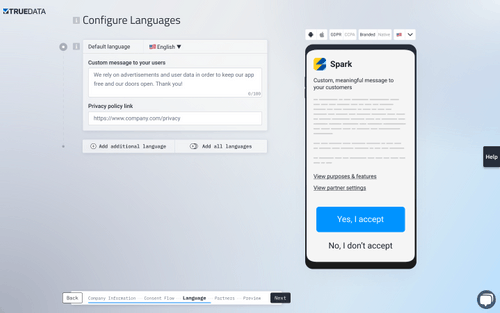 TRUEDATA
Configure Languages
Default language
English
Custom message to your users
We rely on advertisements and user data in order to keep our app
free and our doors open. Thank you!
0/300
Privacy policy link
https://www.company.com/privacy
Add additional language
Add all languages
GDPR CCPA
Branded Native
Spark
Custom, meaningful message to
your customers
View purposes & features
View partner settings
Yes, I accept
No, I don't accept
Help
Back
Company Information
Consent Flow
Language
Partners
Preview
Next